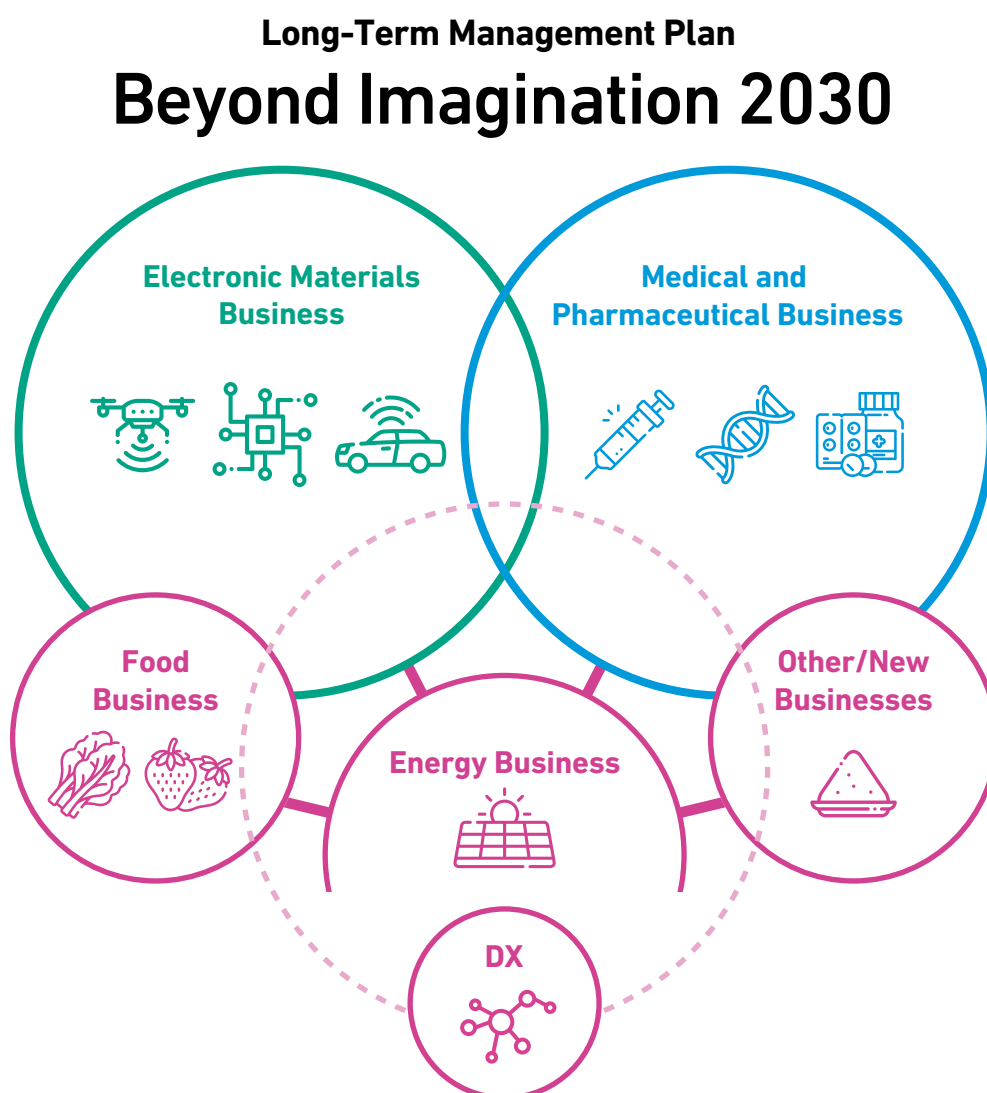 Long-Term Management Plan
Beyond Imagination 2030
Electronic Materials
Business
Medical and
Pharmaceutical Business
Food
Business
Other/New
Businesses
Energy Business
DX